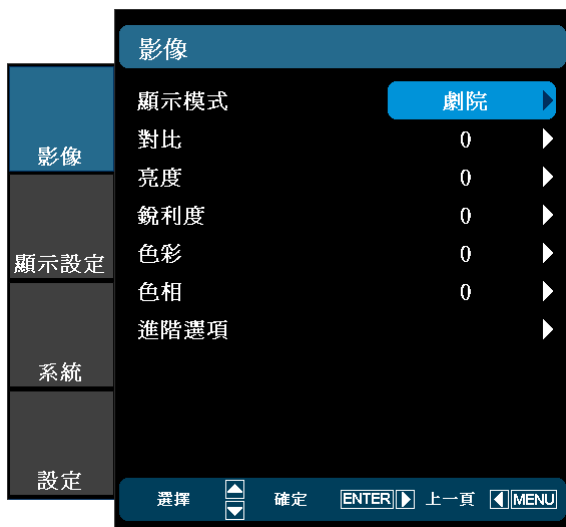 影像
影像
顯示設定
系統
設定
顯示模式 劇院
對比 0
亮度 0
銳利度 0
色彩 0
色相 0
進階選項
選擇 確定 ENTER 上一頁 MENU